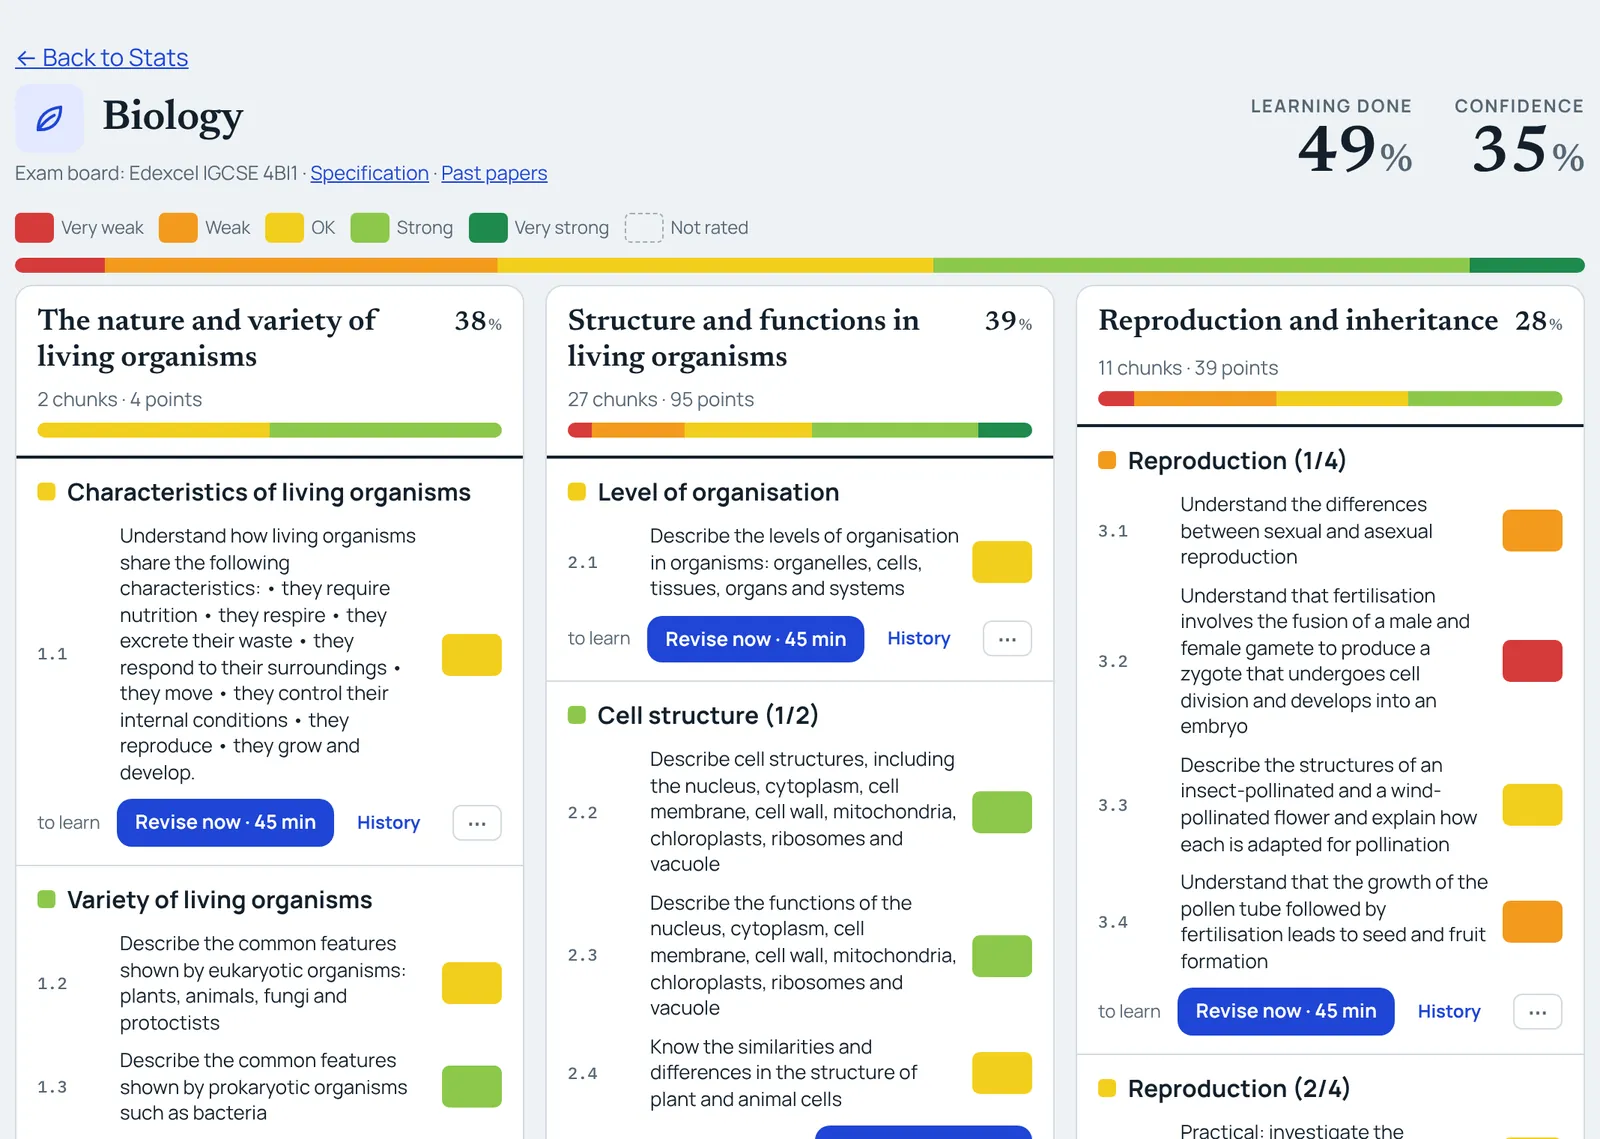 ← Back to Stats
Biology
LEARNING DONE
49%
CONFIDENCE
35%
Exam board: Edexcel IGCSE 4BI1 · Specification · Past papers
Very weak
Weak
OK
Strong
Very strong
Not rated
The nature and variety of
living organisms
38%
2 chunks · 4 points
Characteristics of living organisms
1.1
Understand how living organisms
share the following
characteristics: • they require
nutrition • they respire • they
excrete their waste • they
respond to their surroundings •
they move • they control their
internal conditions • they
reproduce • they grow and
develop.
to learn
Revise now · 45 min
History
...
Variety of living organisms
1.2
Describe the common features
shown by eukaryotic organisms:
plants, animals, fungi and
protoctists
1.3
Describe the common features
shown by prokaryotic organisms
such as bacteria
Structure and functions in
living organisms
39%
27 chunks · 95 points
Level of organisation
2.1
Describe the levels of organisation
in organisms: organelles, cells,
tissues, organs and systems
to learn
Revise now · 45 min
History
...
Cell structure (1/2)
2.2
Describe cell structures, including
the nucleus, cytoplasm, cell
membrane, cell wall, mitochondria,
chloroplasts, ribosomes and
vacuole
2.3
Describe the functions of the
nucleus, cytoplasm, cell
membrane, cell wall, mitochondria,
chloroplasts, ribosomes and
vacuole
2.4
Know the similarities and
differences in the structure of
plant and animal cells
Reproduction and inheritance
28%
11 chunks · 39 points
Reproduction (1/4)
3.1
Understand the differences
between sexual and asexual
reproduction
3.2
Understand that fertilisation
involves the fusion of a male and
female gamete to produce a
zygote that undergoes cell
division and develops into an
embryo
3.3
Describe the structures of an
insect-pollinated and a wind-
pollinated flower and explain how
each is adapted for pollination
3.4
Understand that the growth of the
pollen tube followed by
fertilisation leads to seed and fruit
formation
to learn
Revise now · 45 min
History
...
Reproduction (2/4)
Practical: investigate the